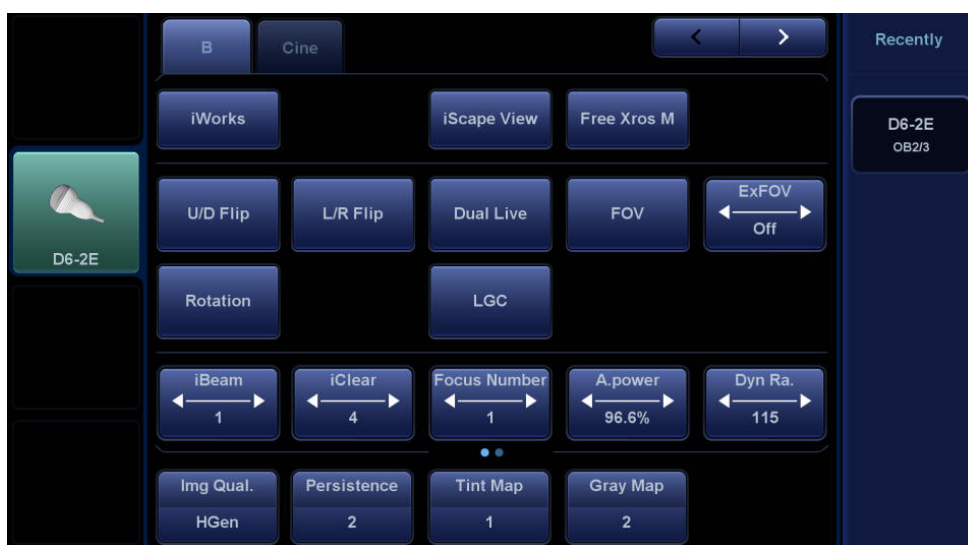 B
Cine
Recently
iWorks
iScape View
Free Xros M
D6-2E
OB2/3
U/D Flip
L/R Flip
Dual Live
FOV
ExFOV
Off
D6-2E
Rotation
LGC
iBeam
1
iClear
4
Focus Number
1
A.power
96.6%
Dyn Ra.
115
Img Qual.
HGen
Persistence
2
Tint Map
1
Gray Map
2